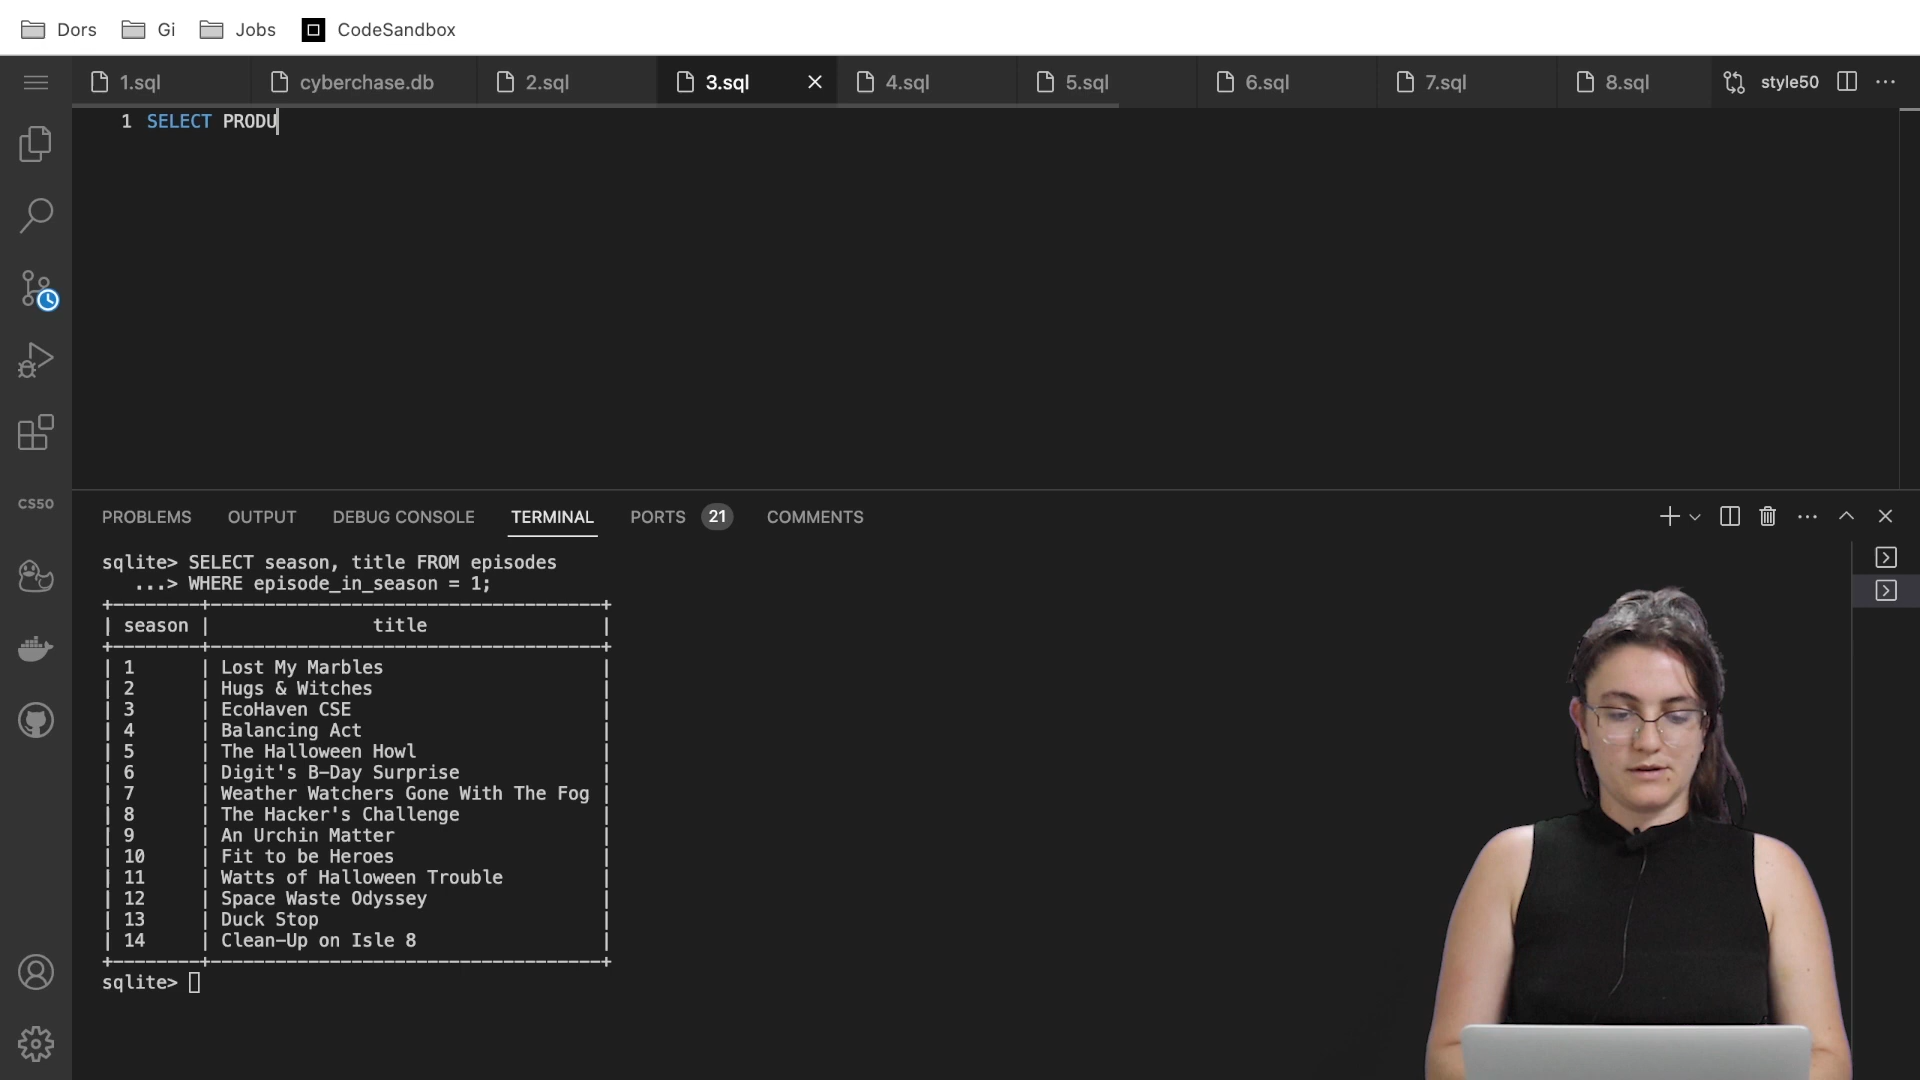 Dors Gi Jobs CodeSandbox
1.sql cyberchase.db 2.sql 3.sql 4.sql 5.sql 6.sql 7.sql 8.sql style50
1 SELECT PRODU
CS50
PROBLEMS OUTPUT DEBUG CONSOLE TERMINAL PORTS 21 COMMENTS
sqlite> SELECT season, title FROM episodes
...> WHERE episode_in_season = 1;
+--------+------------------------------------+
| season | title |
+--------+------------------------------------+
| 1 | Lost My Marbles |
| 2 | Hugs & Witches |
| 3 | EcoHaven CSE |
| 4 | Balancing Act |
| 5 | The Halloween Howl |
| 6 | Digit's B-Day Surprise |
| 7 | Weather Watchers Gone With The Fog |
| 8 | The Hacker's Challenge |
| 9 | An Urchin Matter |
| 10 | Fit to be Heroes |
| 11 | Watts of Halloween Trouble |
| 12 | Space Waste Odyssey |
| 13 | Duck Stop |
| 14 | Clean-Up on Isle 8 |
+--------+------------------------------------+
sqlite>